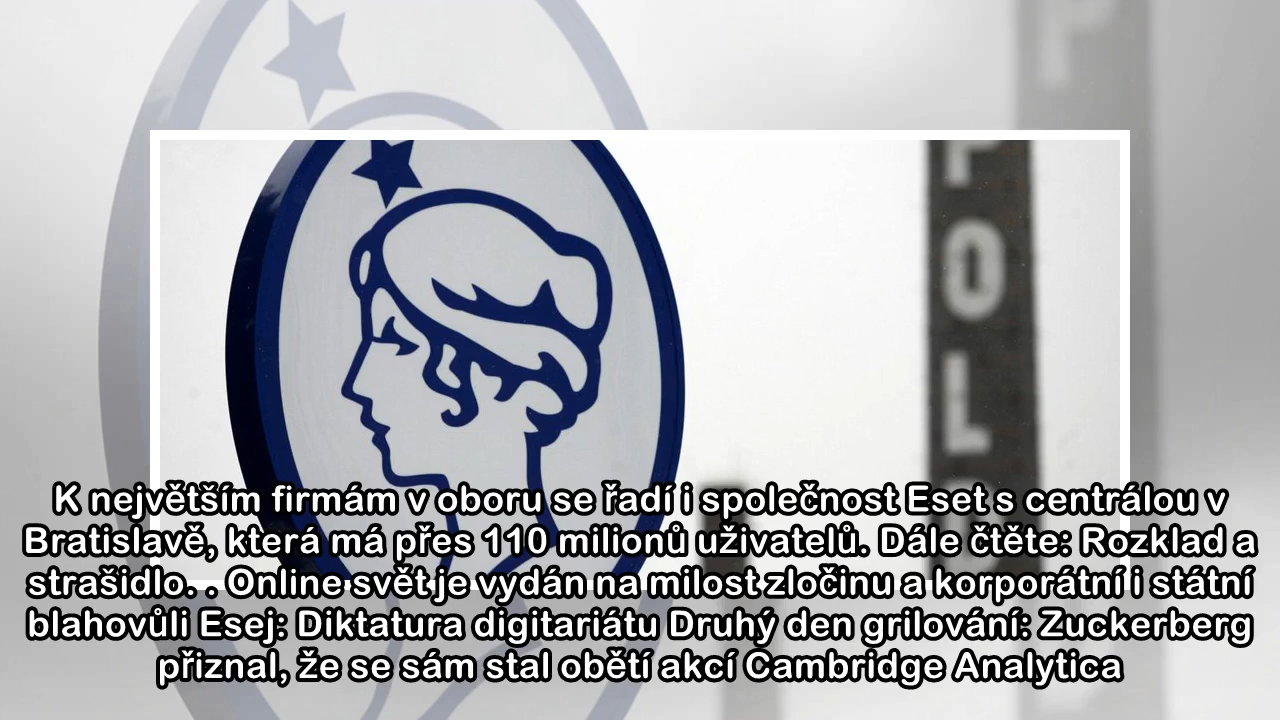 P
P
O
L
O
K největším firmám v oboru se řadí i společnost Eset s centrálou v
Bratislavě, která má přes 110 milionů uživatelů. Dále čtěte: Rozklad a
strašidlo. . Online svět je vydán na milost zločinu a korporátní i státní
blahovůli Esej: Diktatura digitariátu Druhý den grilování: Zuckerberg
přiznal, že se sám stal obětí akcí Cambridge Analytica